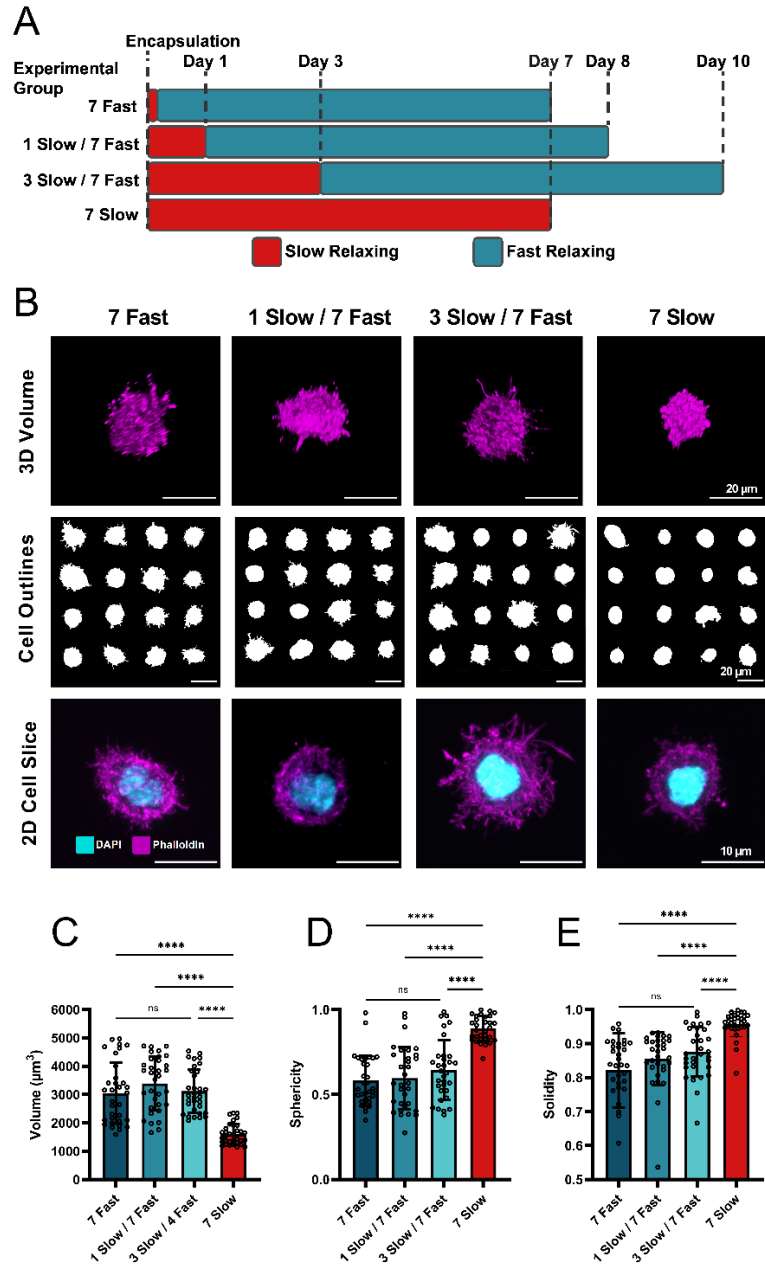 A
Encapsulation
Day 1
Day 3
Day 7
Day 8
Day 10
Experimental
Group
7 Fast
1 Slow / 7 Fast
3 Slow / 7 Fast
7 Slow
Slow Relaxing
Fast Relaxing
B
7 Fast
1 Slow / 7 Fast
3 Slow / 7 Fast
7 Slow
3D Volume
20 µm
Cell Outlines
20 µm
2D Cell Slice
DAPI
Phalloidin
10 µm
C
****
****
ns
****
Volume (µm³)
6000
5000
4000
3000
2000
1000
0
7 Fast
1 Slow / 7 Fast
3 Slow / 4 Fast
7 Slow
D
****
****
ns
****
Sphericity
1.0
0.5
0.0
7 Fast
1 Slow / 7 Fast
3 Slow / 7 Fast
7 Slow
E
****
****
ns
****
Solidity
1.0
0.9
0.8
0.7
0.6
0.5
7 Fast
1 Slow / 7 Fast
3 Slow / 7 Fast
7 Slow